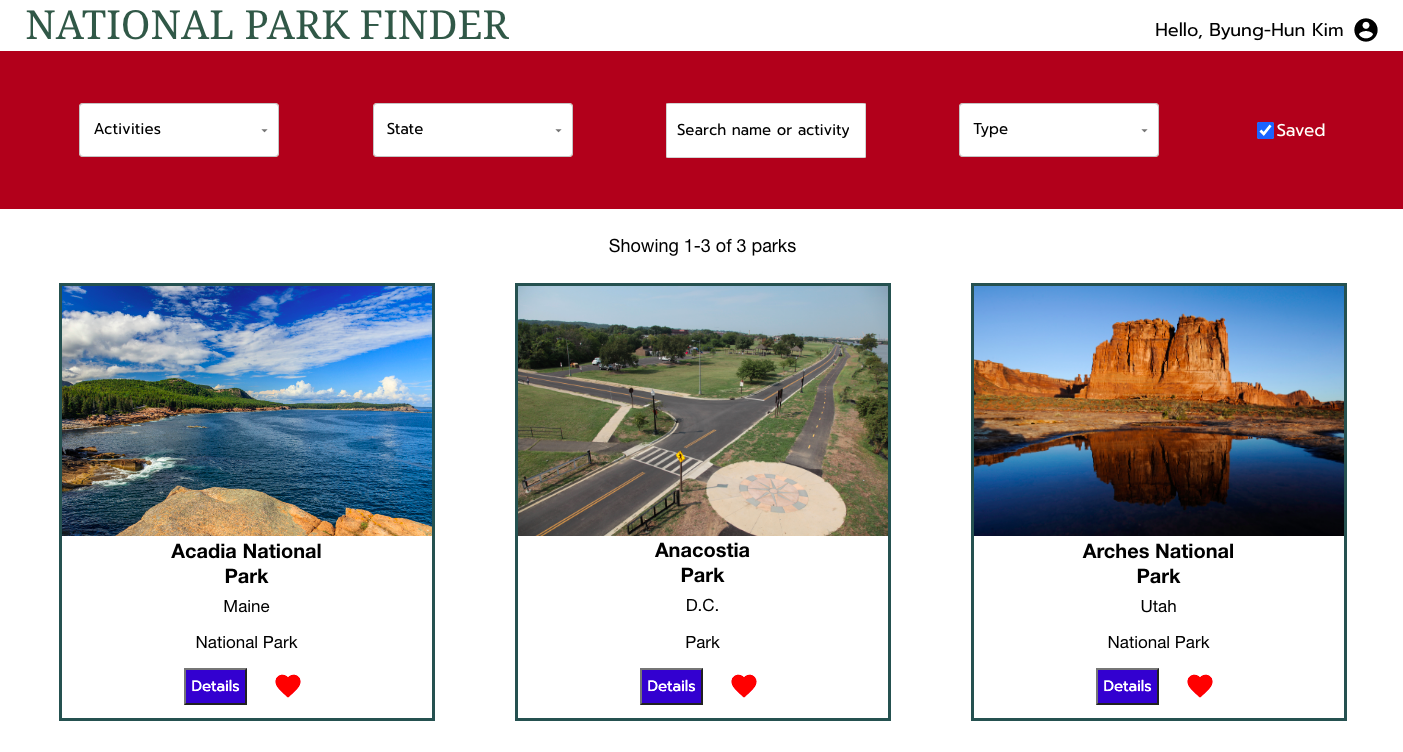 NATIONAL PARK FINDER
Hello, Byung-Hun Kim
Activities
State
Search name or activity
Type
Saved
Showing 1-3 of 3 parks
Acadia National
Park
Maine
National Park
Details
Anacostia
Park
D.C.
Park
Details
Arches National
Park
Utah
National Park
Details